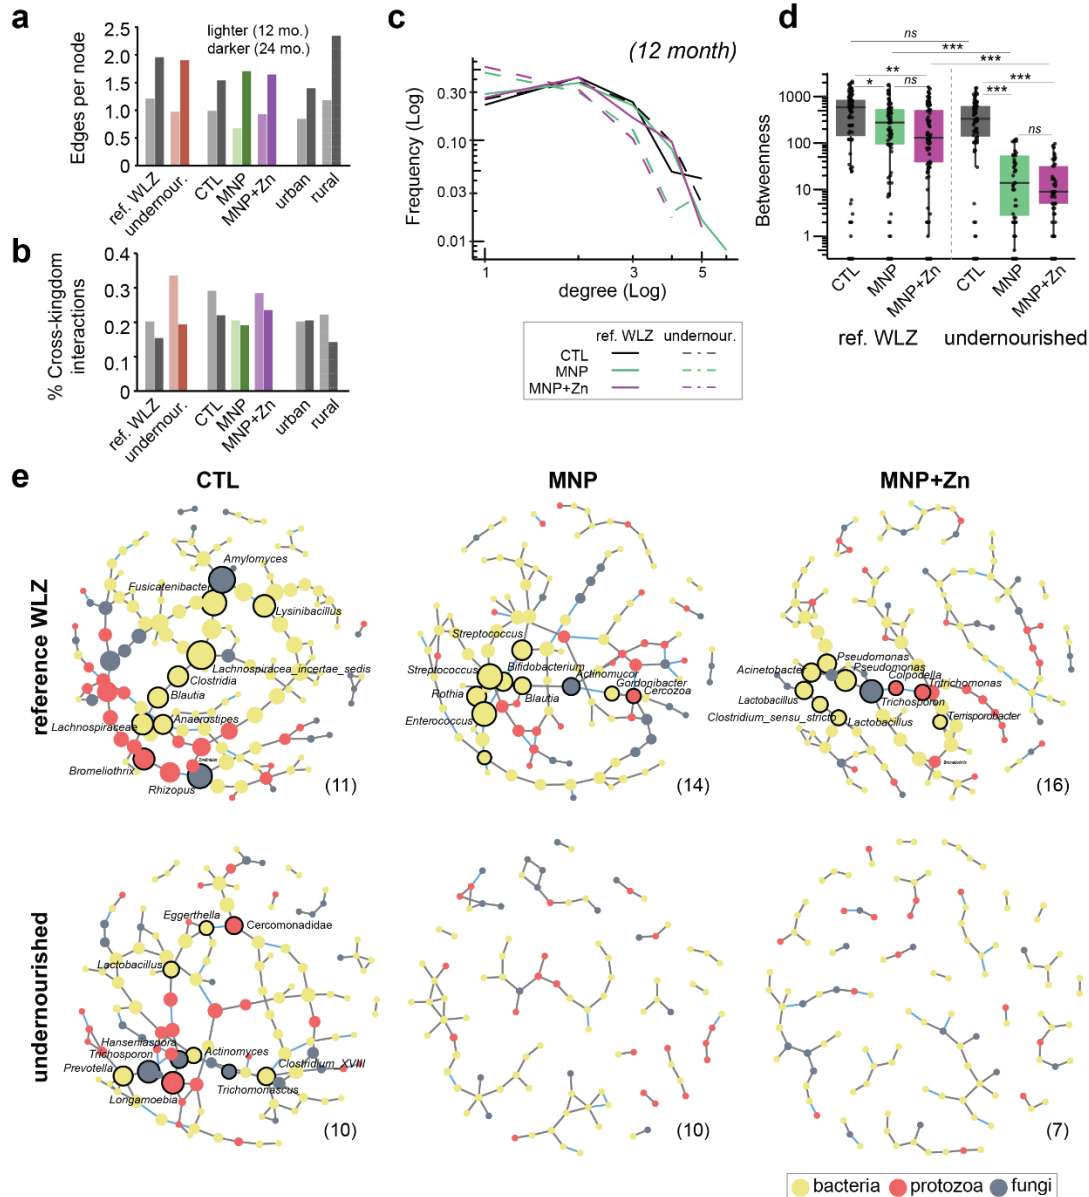 a
lighter (12 mo.)
darker (24 mo.)
Edges per node
2.5
2.0
1.5
1.0
0.5
0
ref. WLZ
undernour.
CTL
MNP
MNP+Zn
urban
rural
b
% Cross-kingdom
interactions
0.4
0.3
0.2
0.1
0
ref. WLZ
undernour.
CTL
MNP
MNP+Zn
urban
rural
c
(12 month)
Frequency (Log)
0.30
0.10
0.03
0.01
1
3
5
degree (Log)
ref. WLZ undernour.
CTL
MNP
MNP+Zn
d
ns
***
***
** ***
* ns ***
ns
Betweenness
1000
100
10
1
CTL
MNP
MNP+Zn
CTL
MNP
MNP+Zn
ref. WLZ undernourished
e
CTL MNP MNP+Zn
reference WLZ
Amylomyces
Fusicatenibacter
Lysinibacillus
Lachnospiracea_incertae_sedis
Clostridia
Blautia
Lachnospiraceae
Anaerostipes
Bromeliothrix
Rhizopus
(11)
Streptococcus
Streptococcus
Bifidobacterium
Actinomucor
Gordonibacter
Rothia
Blautia
Cercozoa
Enterococcus
(14)
Pseudomonas
Acinetobacter
Pseudomonas
Colpodella
Tritrichomonas
Lactobacillus
Trichosporon
Clostridium_sensu_stricto
Lactobacillus
Terrisporobacter
Bromeliothrix
(16)
undernourished
Eggerthella
Cercomonadidae
Lactobacillus
Hanseniaspora
Trichosporon
Actinomyces
Prevotella
Clostridium_XVIII
Trichomonascus
Longamoebia
(10)
(10)
(7)
bacteria protozoa fungi